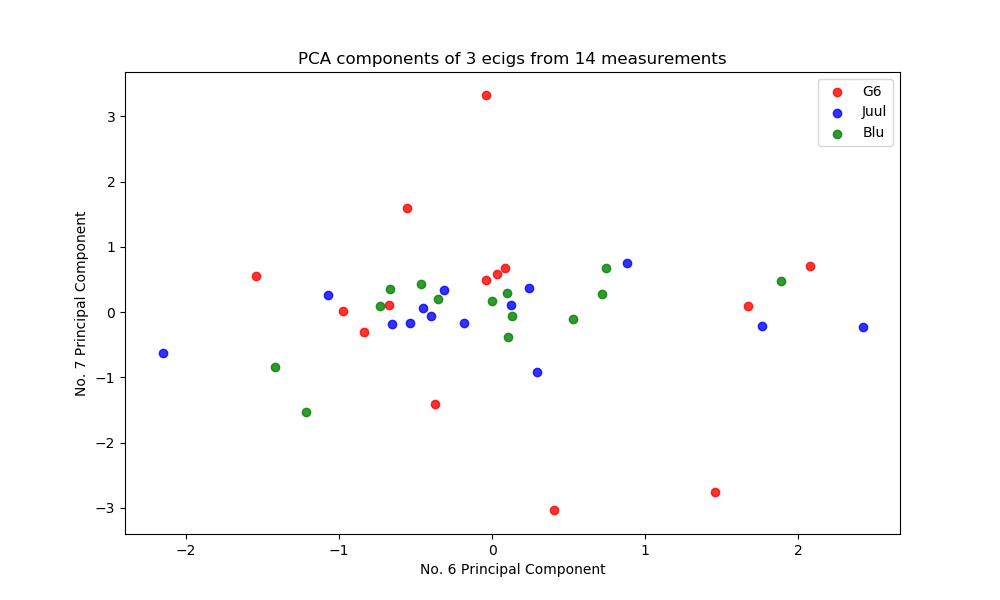 PCA components of 3 ecigs from 14 measurements
G6
Juul
Blu
3
2
1
0
−1
−2
−3
No. 7 Principal Component
−2
−1
0
1
2
No. 6 Principal Component